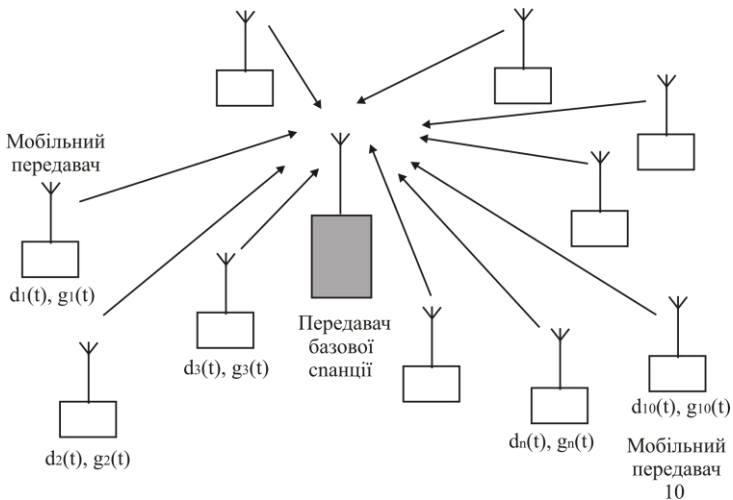 Мобільний
передавач
d₁(t), g₁(t)
d₂(t), g₂(t)
d₃(t), g₃(t)
Передавач
базової
спанції
dₙ(t), gₙ(t)
d₁₀(t), g₁₀(t)
Мобільний
передавач
10